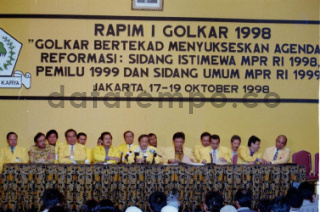 RAPIM I GOLKAR 1998
"GOLKAR BERTEKAD MENYUKSESKAN AGENDA
REFORMASI : SIDANG ISTIMEWA MPR RI 1998,
PEMILU 1999 DAN SIDANG UMUM MPR RI 1999
JAKARTA, 17-19 OKTOBER 1998
KARYA
datatempo.co